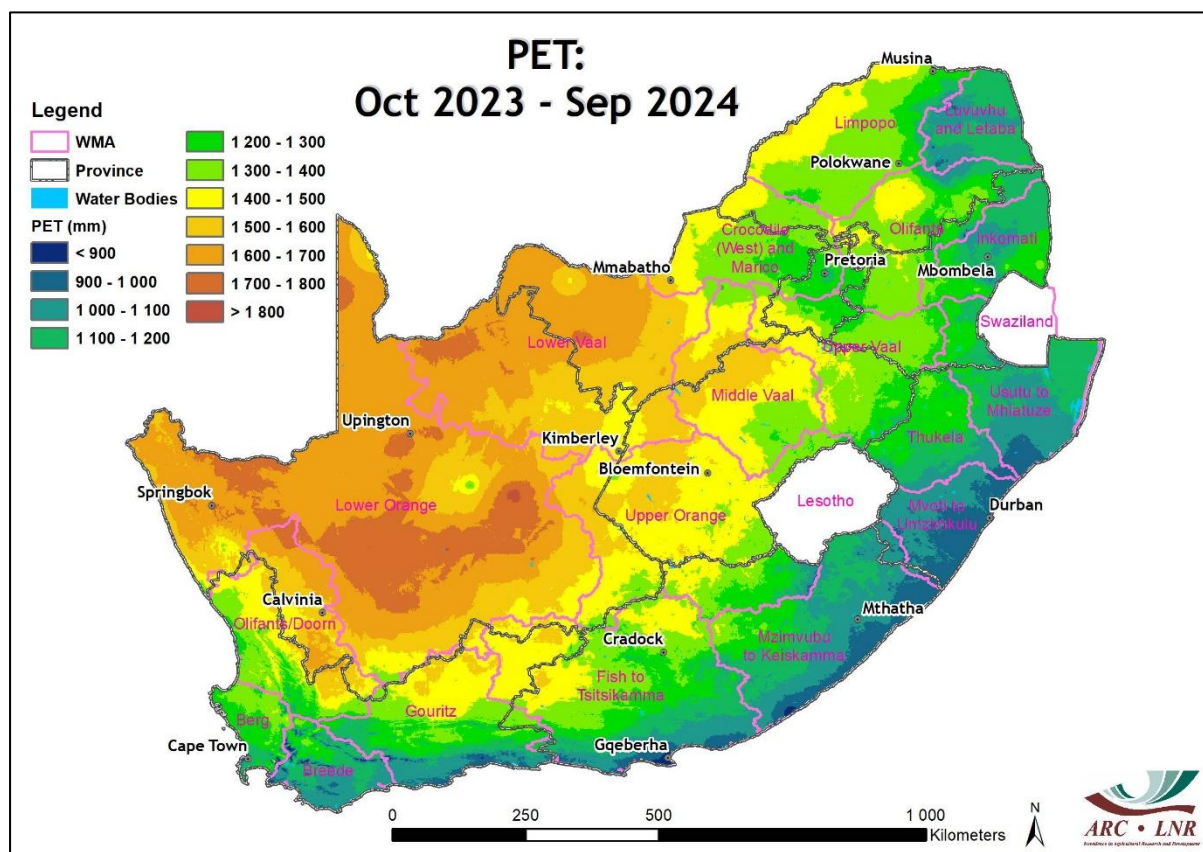 PET:
Oct 2023 - Sep 2024
Legend
WMA
Province
Water Bodies
PET (mm)
< 900
900 - 1 000
1 000 - 1 100
1 100 - 1 200
1 200 - 1 300
1 300 - 1 400
1 400 - 1 500
1 500 - 1 600
1 600 - 1 700
1 700 - 1 800
> 1 800
Musina
Limpopo
Luvuvhu
and Letaba
Polokwane
Olifants
Crocodile
(West) and
Marico
Pretoria
Inkomati
Mbombela
Mmabatho
Swaziland
Lower Vaal
Upper Vaal
Middle Vaal
Usutu to
Mhlatuze
Upington
Kimberley
Thukela
Bloemfontein
Springbok
Lower Orange
Upper Orange
Lesotho
Mvoti to
Umzimkulu
Durban
Calvinia
Olifants/Doorn
Mthatha
Cradock
Mzimvubu
to Keiskamma
Fish to
Tsitsikamma
Gouritz
Berg
Cape Town
Breede
Gqeberha
0 250 500 1 000
Kilometers
N
ARC • LNR
Excellence in Agricultural Research and Development